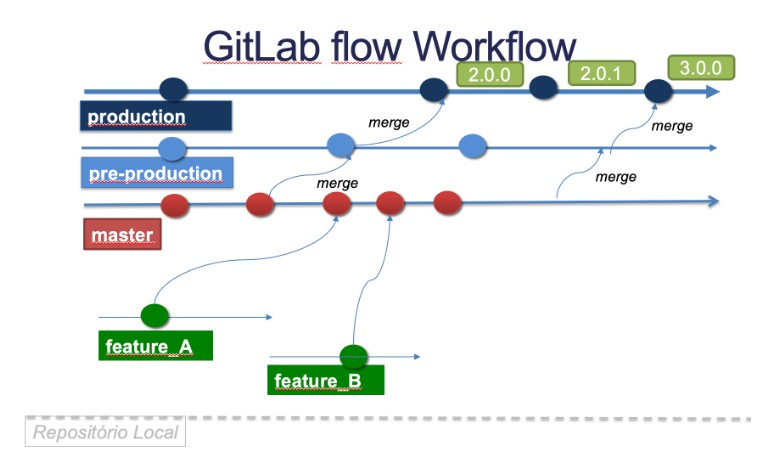 GitLab flow Workflow
2.0.0
2.0.1
3.0.0
production
merge
merge
pre-production
merge
merge
master
feature_A
feature_B
Repositório Local